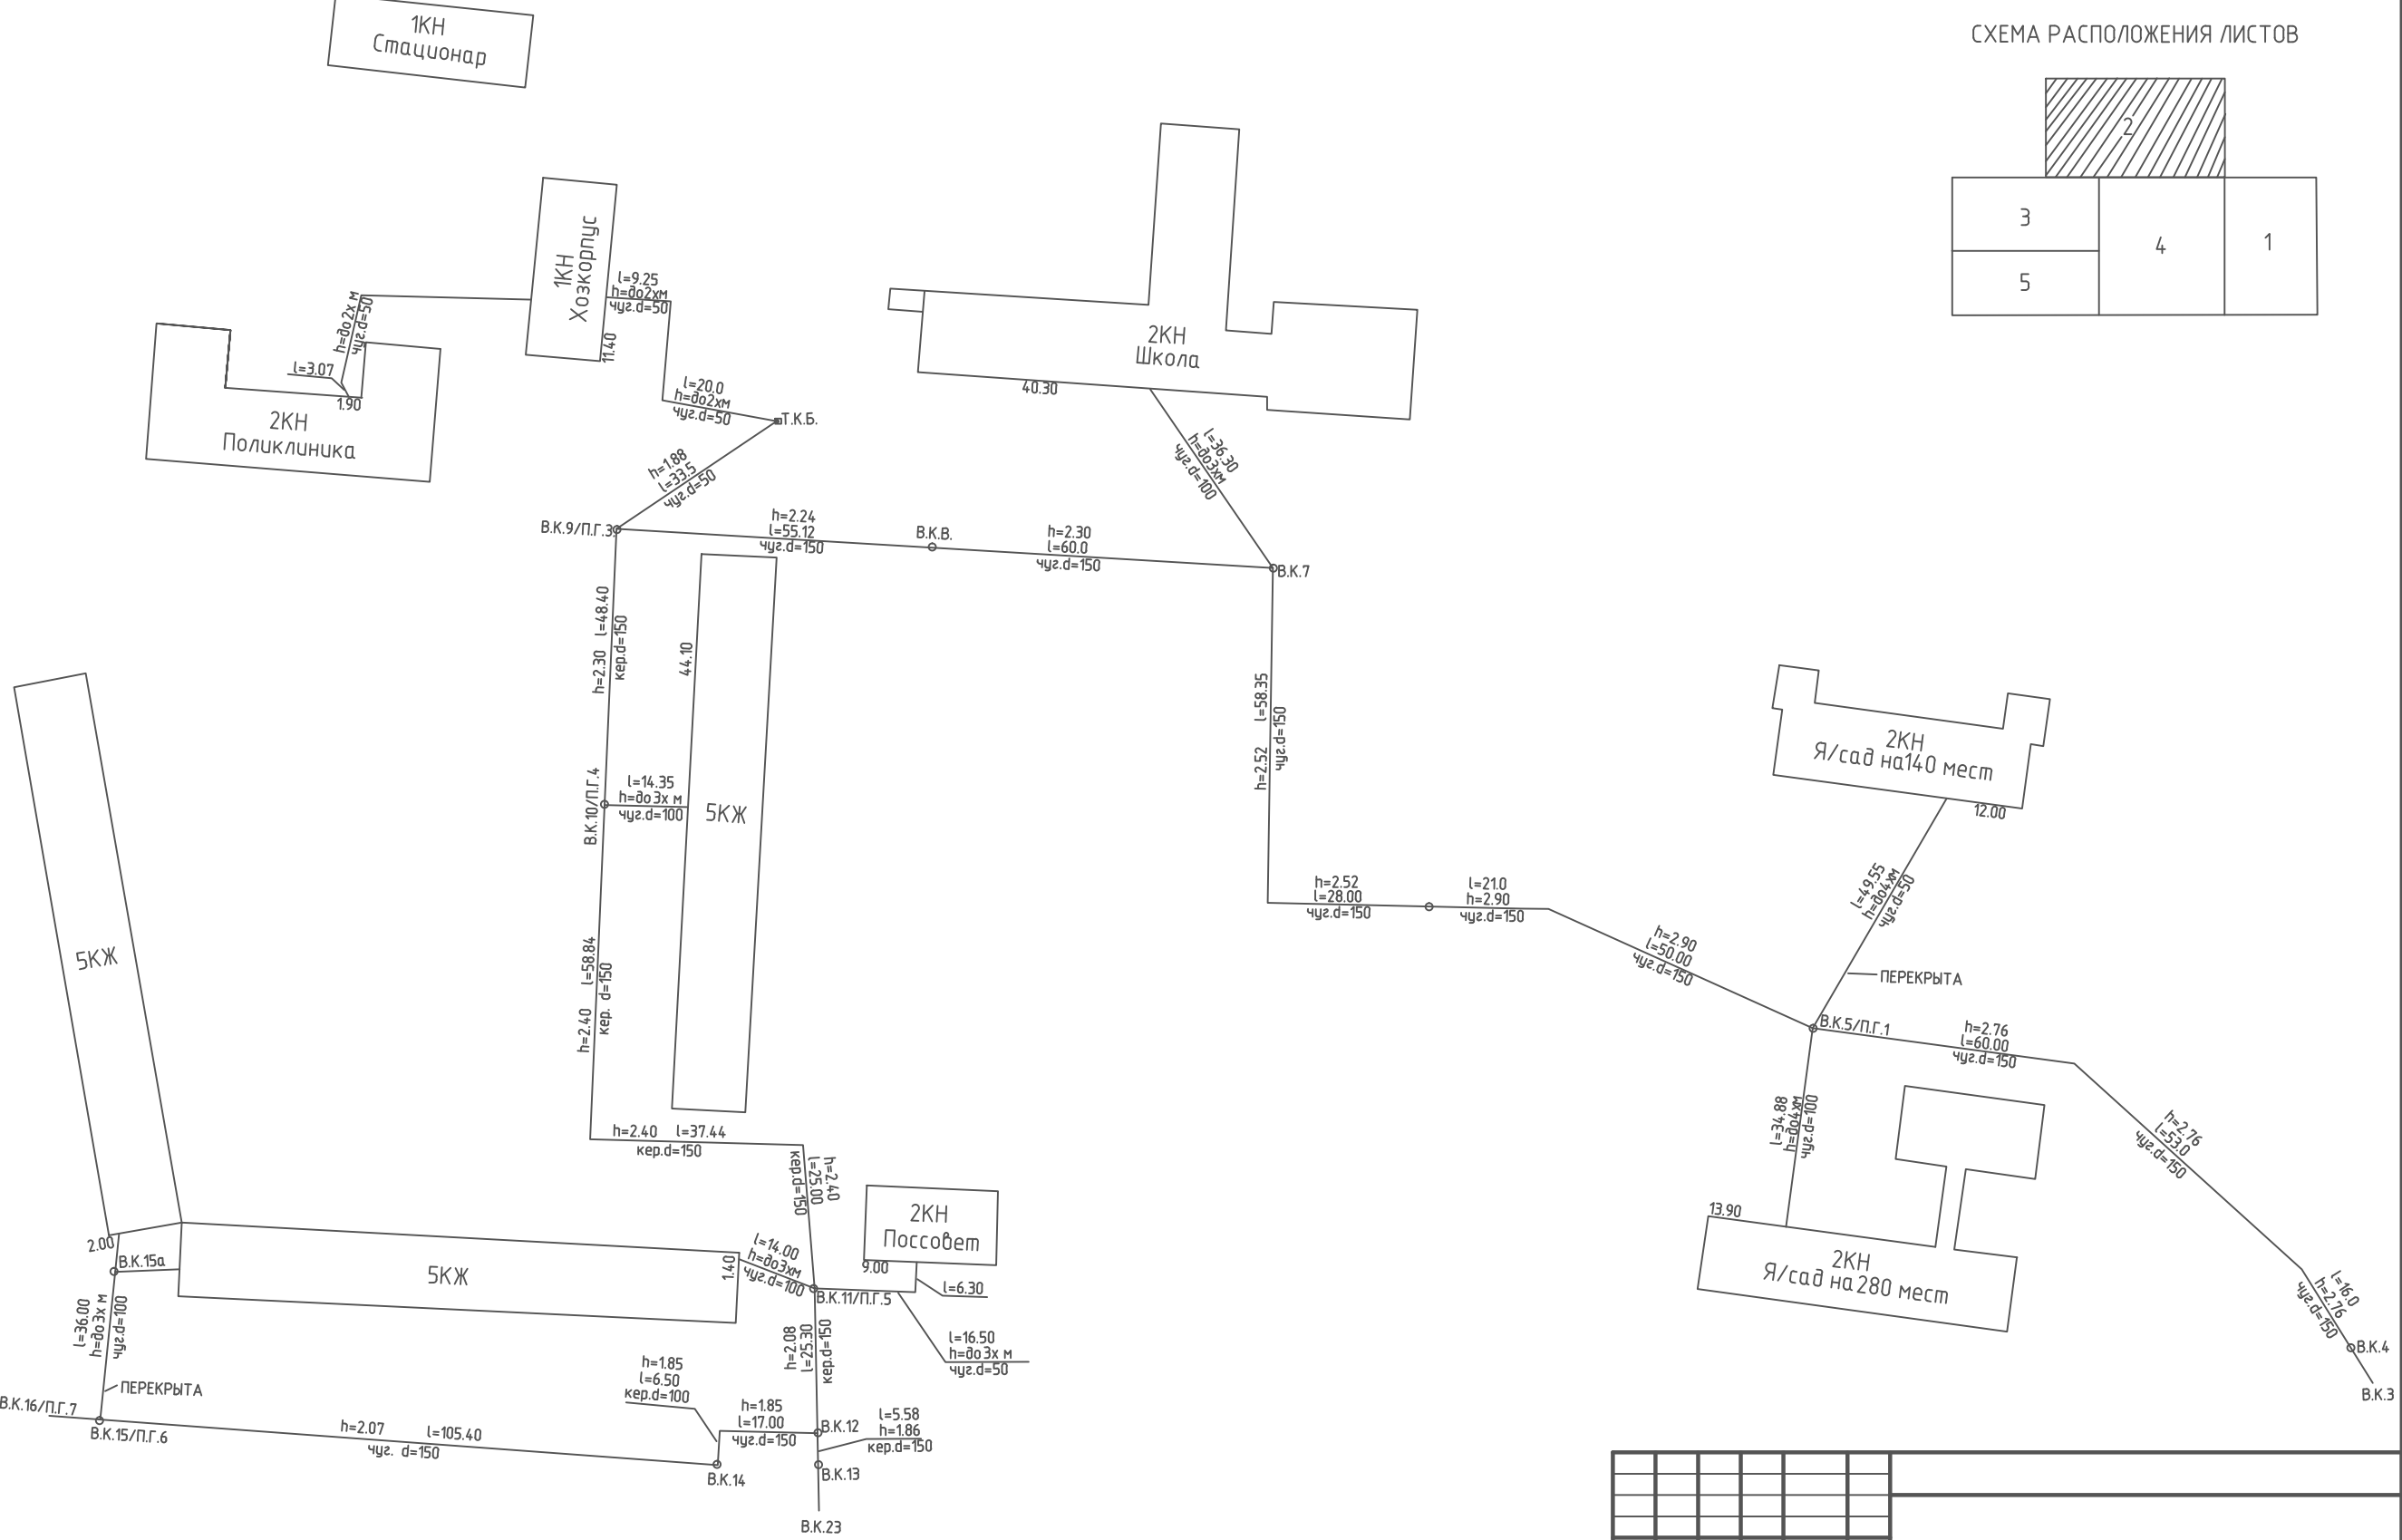 1КН
Стационар
СХЕМА РАСПОЛОЖЕНИЯ ЛИСТОВ
2
3
4
1
5
1КН
Хозкорпус
11.40
l=9.25
h=до2хм
чуг.d=50
h=до2х м
чуг.d=50
l=3.07
1.90
2КН
Поликлиника
l=20.0
h=до2хм
чуг.d=50
Т.К.Б.
2КН
Школа
40.30
h=1.88
l=33.5
чуг.d=50
l=36.30
h=до3хм
чуг.d=100
В.К.9/П.Г.3
h=2.24
l=55.12
чуг.d=150
В.К.В.
h=2.30
l=60.0
чуг.d=150
В.К.7
h=2.30 l=48.40
кер.d=150
44.10
h=2.52 l=58.35
чуг.d=150
2КН
Я/сад на140 мест
12.00
В.К.10/П.Г.4
l=14.35
h=до3х м
чуг.d=100
5КЖ
h=2.52
l=28.00
чуг.d=150
l=21.0
h=2.90
чуг.d=150
l=49.55
h=до4хм
чуг.d=50
5КЖ
h=2.40 l=58.84
кер. d=150
h=2.90
l=50.00
чуг.d=150
ПЕРЕКРЫТА
В.К.5/П.Г.1
h=2.76
l=60.00
чуг.d=150
l=34.88
h=до4хм
чуг.d=100
h=2.76
l=53.0
чуг.d=150
h=2.40 l=37.44
кер.d=150
h=2.40
l=25.00
кер.d=150
2КН
Поссовет
9.00
13.90
2КН
Я/сад на280 мест
2.00
В.К.15а
5КЖ
1.40
l=14.00
h=до3хм
чуг.d=100
В.К.11/П.Г.5
l=6.30
l=16.0
h=2.76
чуг.d=150
В.К.4
В.К.3
l=36.00
h=до3х м
чуг.d=100
h=2.08
l=25.30
кер.d=150
l=16.50
h=до3х м
чуг.d=50
ПЕРЕКРЫТА
h=1.85
l=6.50
кер.d=100
В.К.16/П.Г.7
В.К.15/П.Г.6
h=2.07 l=105.40
чуг. d=150
h=1.85
l=17.00
чуг.d=150
В.К.12
l=5.58
h=1.86
кер.d=150
В.К.14
В.К.13
В.К.23